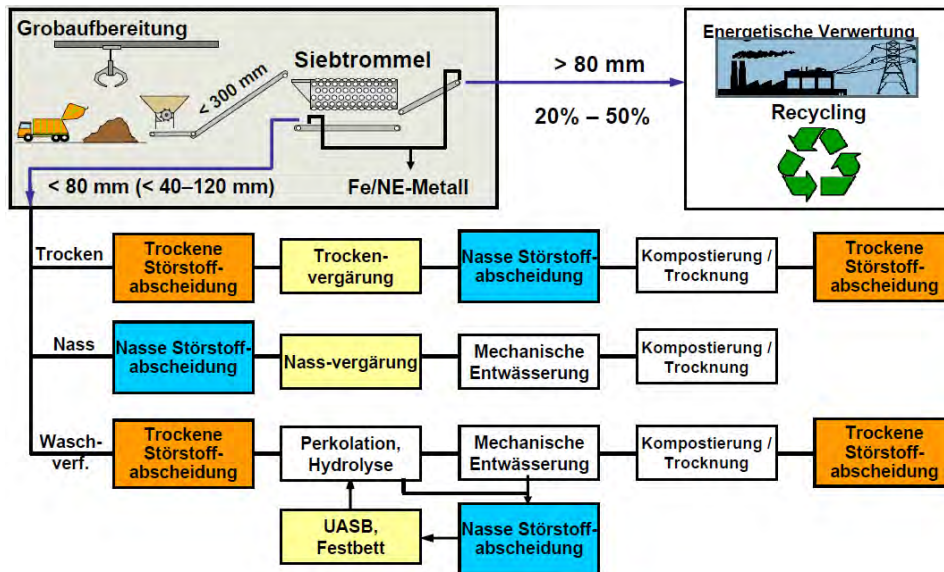 Grobaufbereitung
< 300 mm
Siebtrommel
Fe/NE-Metall
< 80 mm (< 40–120 mm)
> 80 mm
20% – 50%
Energetische Verwertung
Recycling
Trocken
Trockene
Störstoff-
abscheidung
Trocken-
vergärung
Nasse Störstoff-
abscheidung
Kompostierung /
Trocknung
Trockene
Störstoff-
abscheidung
Nass
Nasse Störstoff-
abscheidung
Nass-vergärung
Mechanische
Entwässerung
Kompostierung /
Trocknung
Wasch-
verf.
Trockene
Störstoff-
abscheidung
Perkolation,
Hydrolyse
Mechanische
Entwässerung
Kompostierung /
Trocknung
Trockene
Störstoff-
abscheidung
UASB,
Festbett
Nasse Störstoff-
abscheidung